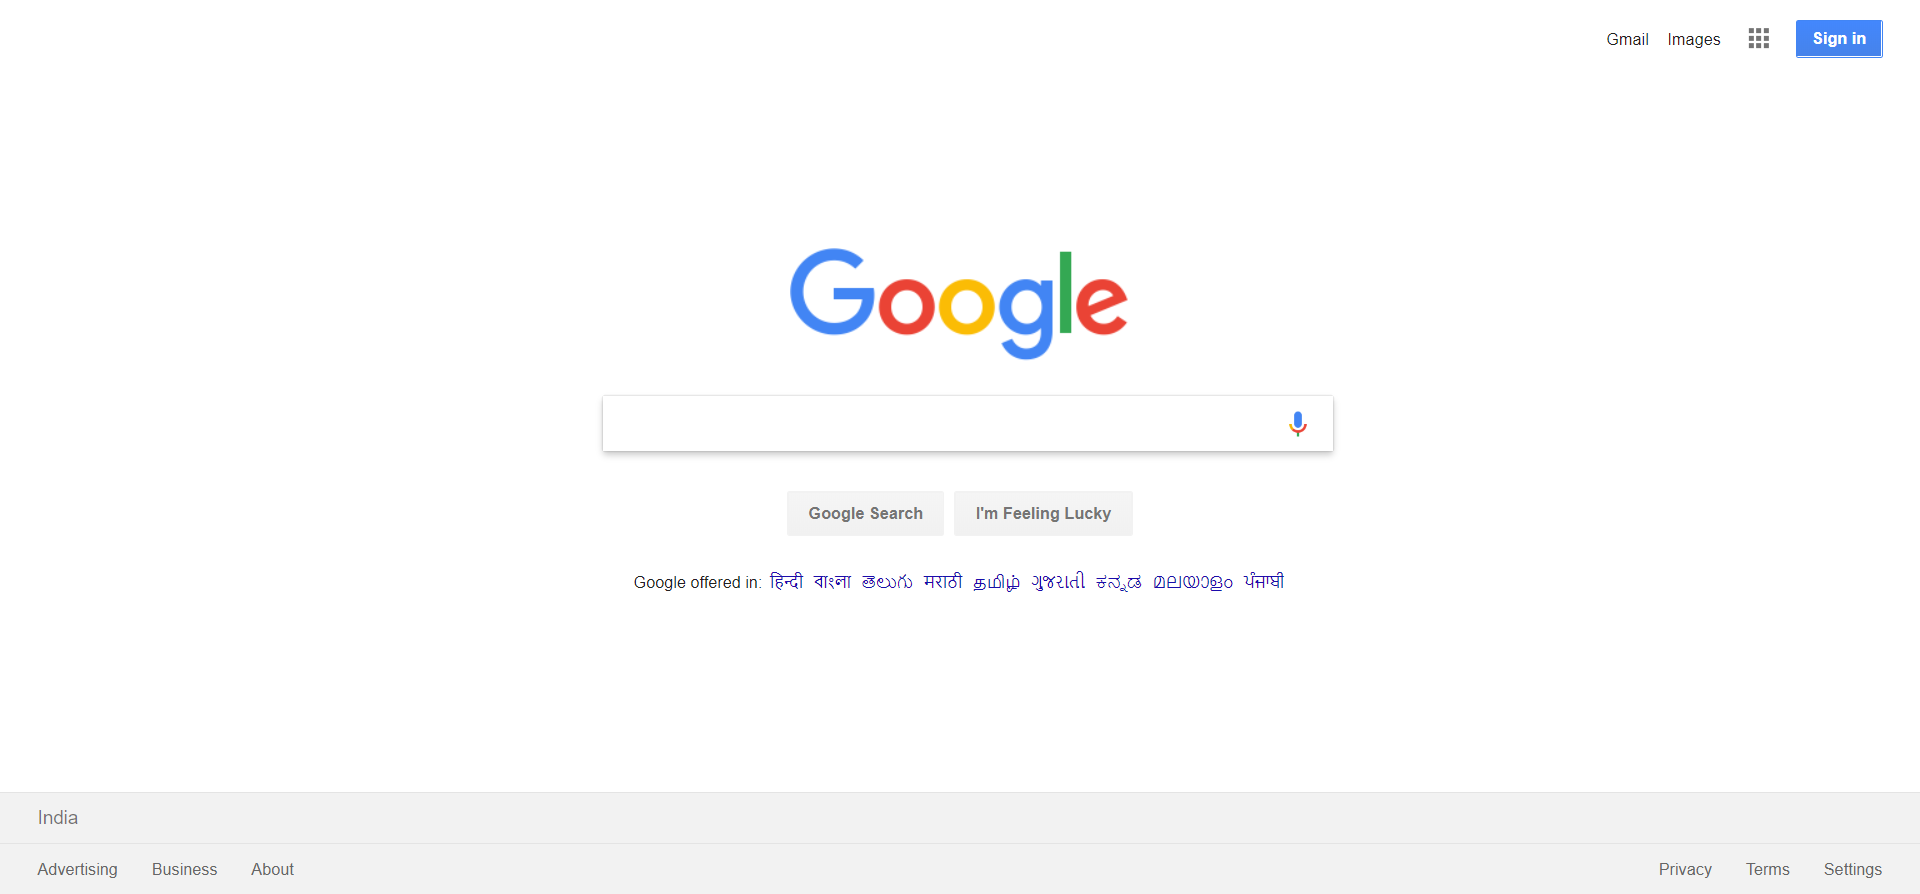 Gmail Images Sign in
Google
Google Search I'm Feeling Lucky
Google offered in: हिन्दी বাংলা తెలుగు मराठी தமிழ் ગુજરાતી ಕನ್ನಡ മലയാളം ਪੰਜਾਬੀ
India
Advertising Business About Privacy Terms Settings